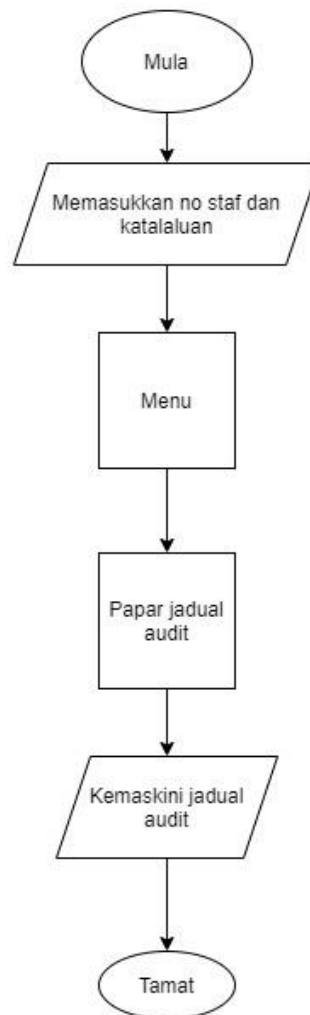 Mula
Memasukkan no staf dan
katalaluan
Menu
Papar jadual
audit
Kemaskini jadual
audit
Tamat